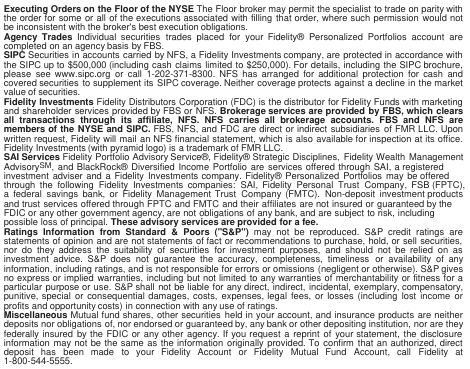 Executing Orders on the Floor of the NYSE The Floor broker may permit the specialist to trade on parity with
the order for some or all of the executions associated with filling that order, where such permission would not
be inconsistent with the broker's best execution obligations.
Agency Trades Individual securities trades placed for your Fidelity® Personalized Portfolios account are
completed on an agency basis by FBS.
SIPC Securities in accounts carried by NFS, a Fidelity Investments company, are protected in accordance with
the SIPC up to $500,000 (including cash claims limited to $250,000). For details, including the SIPC brochure,
please see www.sipc.org or call 1-202-371-8300. NFS has arranged for additional protection for cash and
covered securities to supplement its SIPC coverage. Neither coverage protects against a decline in the market
value of securities.
Fidelity Investments Fidelity Distributors Corporation (FDC) is the distributor for Fidelity Funds with marketing
and shareholder services provided by FBS or NFS. Brokerage services are provided by FBS, which clears
all transactions through its affiliate, NFS. NFS carries all brokerage accounts. FBS and NFS are
members of the NYSE and SIPC. FBS, NFS, and FDC are direct or indirect subsidiaries of FMR LLC. Upon
written request, Fidelity will mail an NFS financial statement, which is also available for inspection at its office.
Fidelity Investments (with pyramid logo) is a trademark of FMR LLC.
SAI Services Fidelity Portfolio Advisory Service®, Fidelity® Strategic Disciplines, Fidelity Wealth Management
AdvisorySM, and BlackRock® Diversified Income Portfolio are services offered through SAI, a registered
investment adviser and a Fidelity Investments company. Fidelity® Personalized Portfolios may be offered
through the following Fidelity Investments companies: SAI, Fidelity Personal Trust Company, FSB (FPTC),
a federal savings bank, or Fidelity Management Trust Company (FMTC). Non-deposit investment products
and trust services offered through FPTC and FMTC and their affiliates are not insured or guaranteed by the
FDIC or any other government agency, are not obligations of any bank, and are subject to risk, including
possible loss of principal. These advisory services are provided for a fee.
Ratings Information from Standard & Poors ("S&P") may not be reproduced. S&P credit ratings are
statements of opinion and are not statements of fact or recommendations to purchase, hold, or sell securities,
nor do they address the suitability of securities for investment purposes, and should not be relied on as
investment advice. S&P does not guarantee the accuracy, completeness, timeliness or availability of any
information, including ratings, and is not responsible for errors or omissions (negligent or otherwise). S&P gives
no express or implied warranties, including but not limited to any warranties of merchantability or fitness for a
particular purpose or use. S&P shall not be liable for any direct, indirect, incidental, exemplary, compensatory,
punitive, special or consequential damages, costs, expenses, legal fees, or losses (including lost income or
profits and opportunity costs) in connection with any use of ratings.
Miscellaneous Mutual fund shares, other securities held in your account, and insurance products are neither
deposits nor obligations of, nor endorsed or guaranteed by, any bank or other depositing institution, nor are they
federally insured by the FDIC or any other agency. If you request a reprint of your statement, the disclosure
information may not be the same as the information originally provided. To confirm that an authorized, direct
deposit has been made to your Fidelity Account or Fidelity Mutual Fund Account, call Fidelity at
1-800-544-5555.